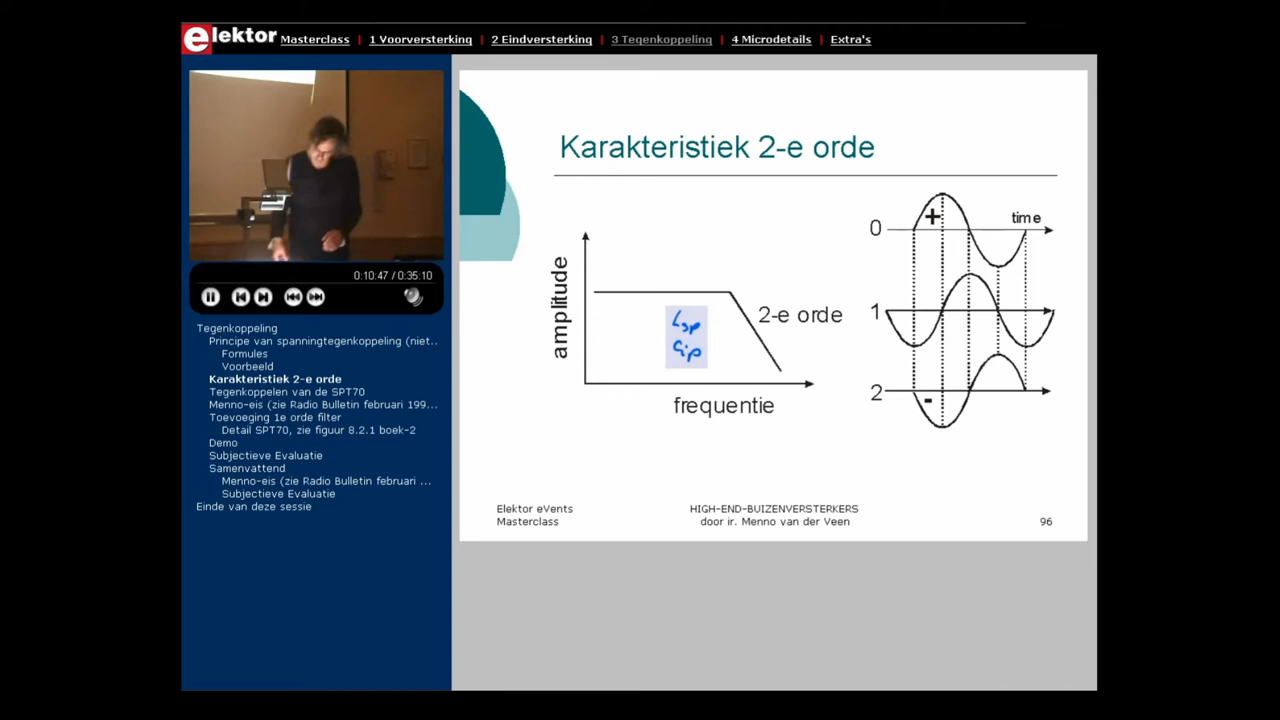 elektor
Masterclass | 1 Voorversterking | 2 Eindversterking | 3 Tegenkoppeling | 4 Microdetails | Extra's
0:10:47 / 0:35:10
Tegenkoppeling
Principe van spanningtegenkoppeling (niet..
Formules
Voorbeeld
Karakteristiek 2-e orde
Tegenkoppelen van de SPT70
Menno-eis (zie Radio Bulletin februari 199...
Toevoeging 1e orde filter
Detail SPT70, zie figuur 8.2.1 boek-2
Demo
Subjectieve Evaluatie
Samenvattend
Menno-eis (zie Radio Bulletin februari ...
Subjectieve Evaluatie
Einde van deze sessie
Karakteristiek 2-e orde
amplitude
Lsp
Cip
2-e orde
frequentie
0
+
time
1
2
-
Elektor eVents
Masterclass
HIGH-END-BUIZENVERSTERKERS
door ir. Menno van der Veen
96